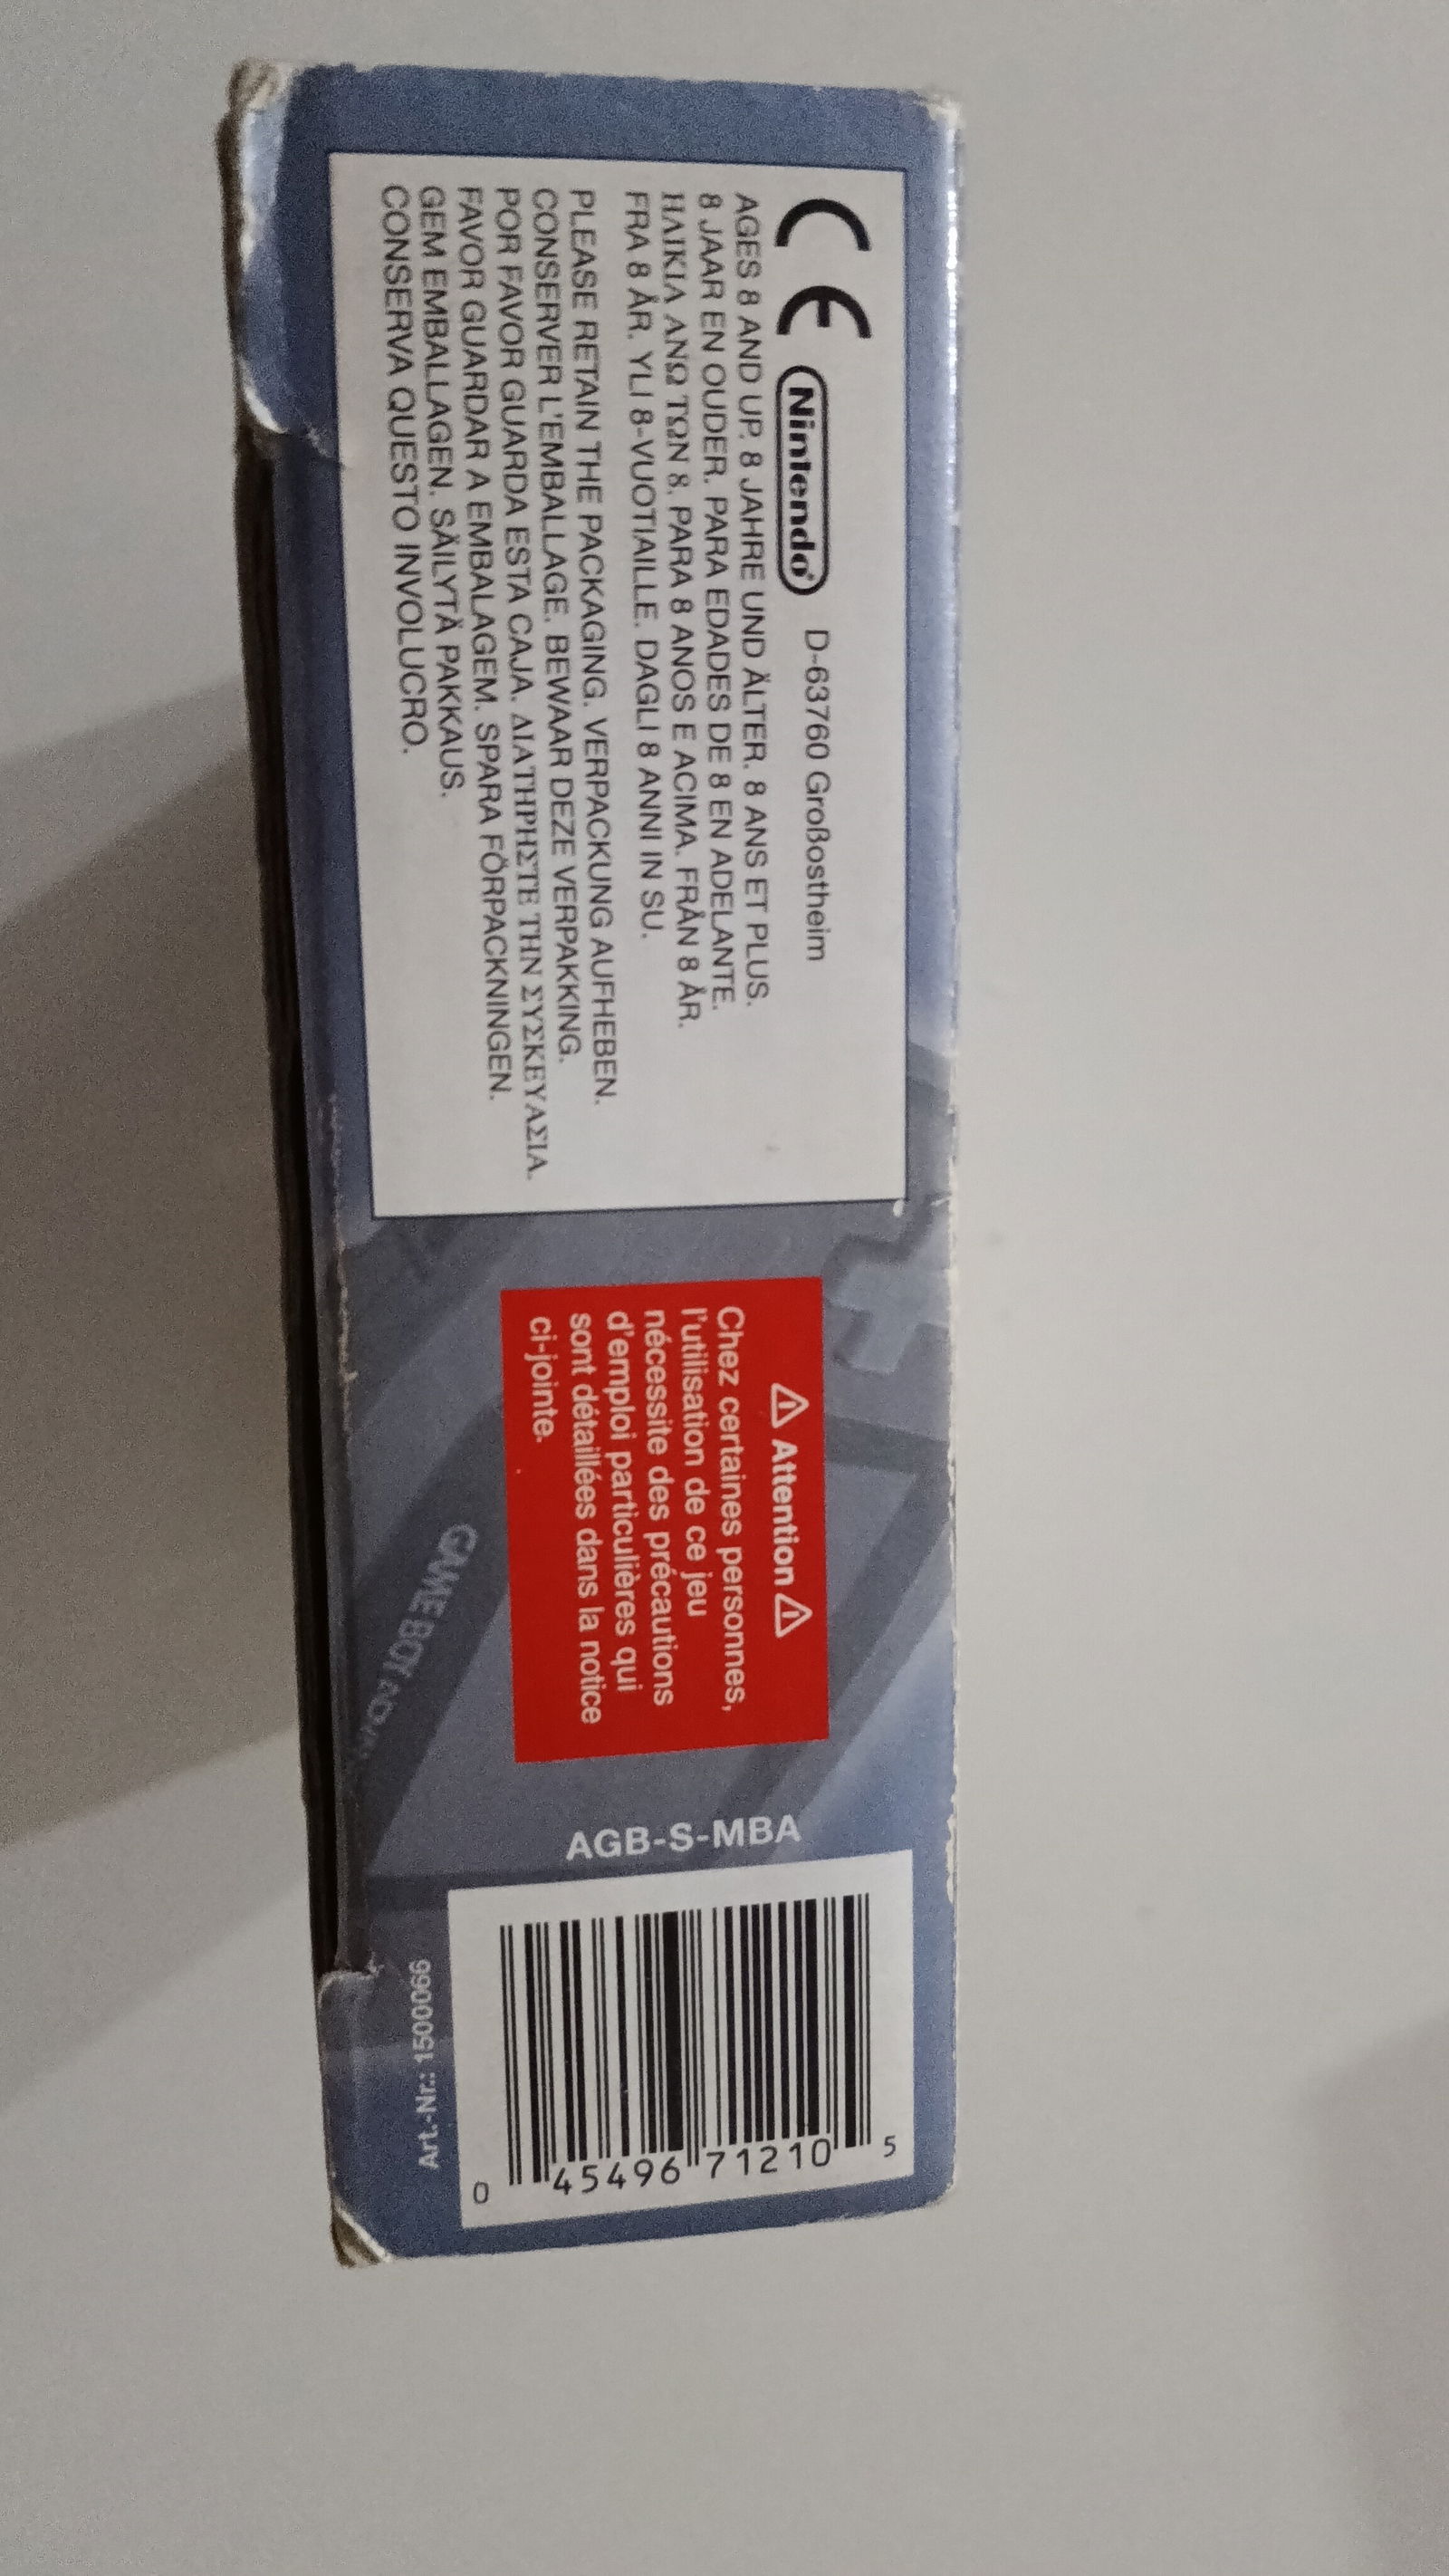 CE Nintendo® D-63760 Großostheim
AGES 8 AND UP. 8 JAHRE UND ÄLTER. 8 ANS ET PLUS.
8 JAAR EN OUDER. PARA EDADES DE 8 EN ADELANTE.
ΗΛΙΚΙΑ ΑΝΩ ΤΩΝ 8. PARA 8 ANOS E ACIMA. FRÅN 8 ÅR.
FRA 8 ÅR. YLI 8-VUOTIAILLE. DAGLI 8 ANNI IN SU.
PLEASE RETAIN THE PACKAGING. VERPACKUNG AUFHEBEN.
CONSERVER L'EMBALLAGE. BEWAAR DEZE VERPAKKING.
POR FAVOR GUARDA ESTA CAJA. ΔΙΑΤΗΡΗΣΤΕ ΤΗΝ ΣΥΣΚΕΥΑΣΙΑ.
FAVOR GUARDAR A EMBALAGEM. SPARA FÖRPACKNINGEN.
GEM EMBALLAGEN. SÄILYTÄ PAKKAUS.
CONSERVA QUESTO INVOLUCRO.
⚠ Attention ⚠
Chez certaines personnes,
l'utilisation de ce jeu
nécessite des précautions
d'emploi particulières qui
sont détaillées dans la notice
ci-jointe.
GAME BOY
AGB-S-MBA
0 45496 71210 5
Art.-Nr.: 1500066